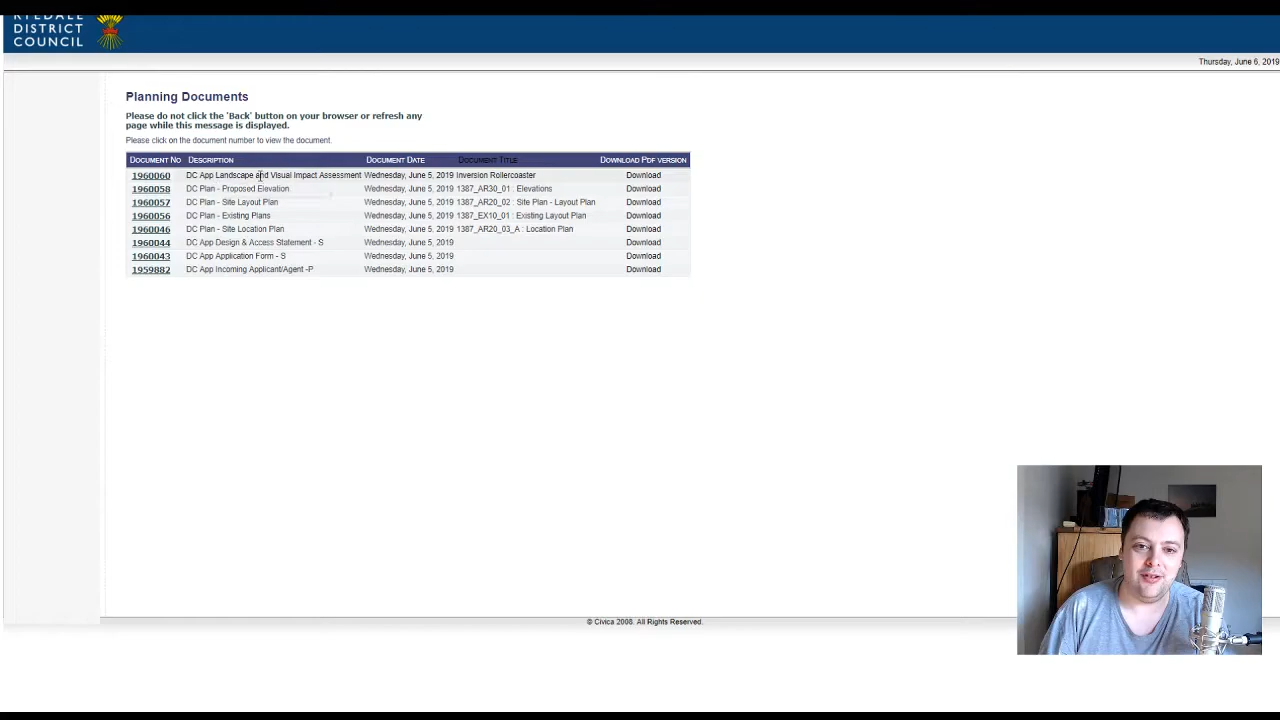 RYEDALE
DISTRICT
COUNCIL
Thursday, June 6, 2019
Planning Documents
Please do not click the 'Back' button on your browser or refresh any
page while this message is displayed.
Please click on the document number to view the document.
DOCUMENT NO DESCRIPTION DOCUMENT DATE DOCUMENT TITLE DOWNLOAD PDF VERSION
1960060 DC App Landscape and Visual Impact Assessment Wednesday, June 5, 2019 Inversion Rollercoaster Download
1960058 DC Plan - Proposed Elevation Wednesday, June 5, 2019 1387_AR30_01 : Elevations Download
1960057 DC Plan - Site Layout Plan Wednesday, June 5, 2019 1387_AR20_02 : Site Plan - Layout Plan Download
1960056 DC Plan - Existing Plans Wednesday, June 5, 2019 1387_EX10_01 : Existing Layout Plan Download
1960046 DC Plan - Site Location Plan Wednesday, June 5, 2019 1387_AR20_03_A : Location Plan Download
1960044 DC App Design & Access Statement - S Wednesday, June 5, 2019 Download
1960043 DC App Application Form - S Wednesday, June 5, 2019 Download
1959882 DC App Incoming Applicant/Agent -P Wednesday, June 5, 2019 Download
© Civica 2008. All Rights Reserved.